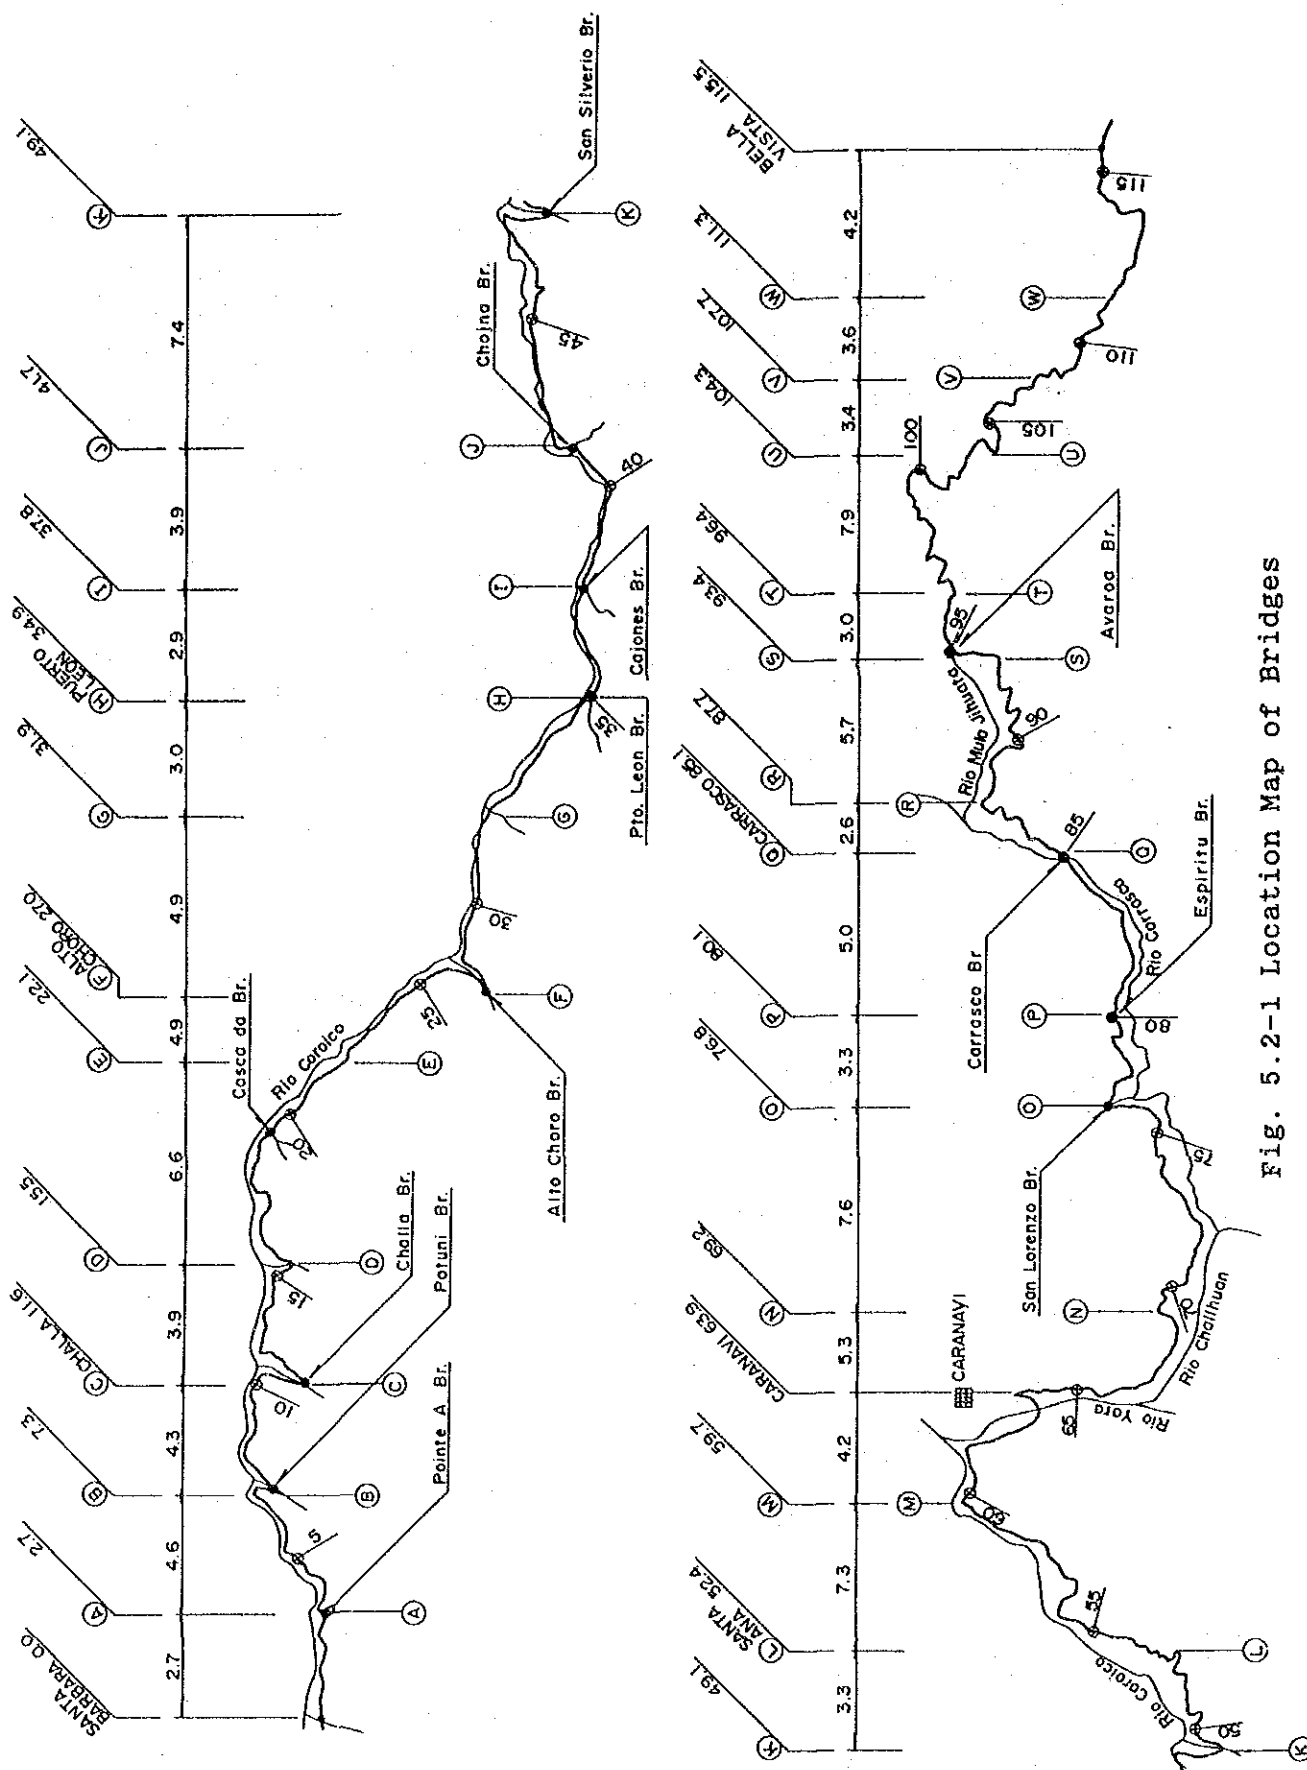 SANTA
BARBARA 0.0
A 2.7
B 7.3
C CHALLA 11.6
D 15.5
E 22.1
ALTO
F CHORO 27.0
G 31.9
PUERTO
H LEON 34.9
I 37.8
J 41.7
K 49.1
2.7
4.6
4.3
3.9
6.6
4.9
4.9
3.0
2.9
3.9
7.4
Pointe A Br.
Potuni Br.
Challa Br.
Casca da Br.
Alto Choro Br.
Pto. Leon Br.
Cajones Br.
Chojna Br.
San Silverio Br.
Rio Coroico
5
10
15
20
25
30
35
40
45
A
B
C
D
E
F
G
H
I
J
K
K 49.1
SANTA
L ANA 52.4
M 59.7
CARANAVI 63.9
N 69.2
O 76.8
P 80.1
Q CARRASCO 85.1
R 87.7
S 93.4
T 96.4
U 104.3
V 107.7
W 111.3
BELLA
VISTA 115.5
3.3
7.3
4.2
5.3
7.6
3.3
5.0
2.6
5.7
3.0
7.9
3.4
3.6
4.2
CARANAVI
San Lorenzo Br.
Carrasco Br
Espiritu Br.
Avaroa Br.
Rio Coroico
Rio Yara
Rio Challhuan
Rio Corrasco
Rio Mulo Jihuata
50
55
60
65
70
75
80
85
90
95
100
105
110
115
K
L
M
N
O
P
Q
R
S
T
U
V
W
Fig. 5.2-1 Location Map of Bridges